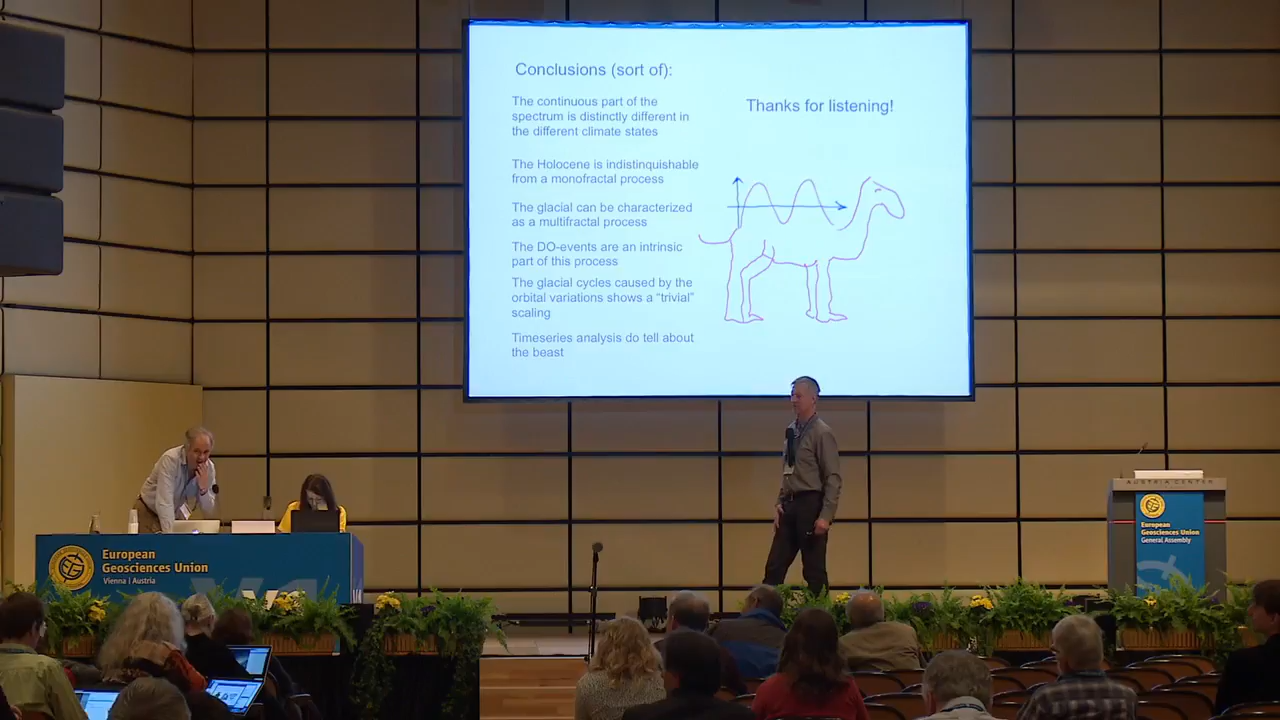 Conclusions (sort of):
The continuous part of the
spectrum is distinctly different in
the different climate states
The Holocene is indistinquishable
from a monofractal process
The glacial can be characterized
as a multifractal process
The DO-events are an intrinsic
part of this process
The glacial cycles caused by the
orbital variations shows a “trivial”
scaling
Timeseries analysis do tell about
the beast
Thanks for listening!
European
Geosciences Union
Vienna | Austria
AUSTRIA CENTER
European
Geosciences Union
General Assembly